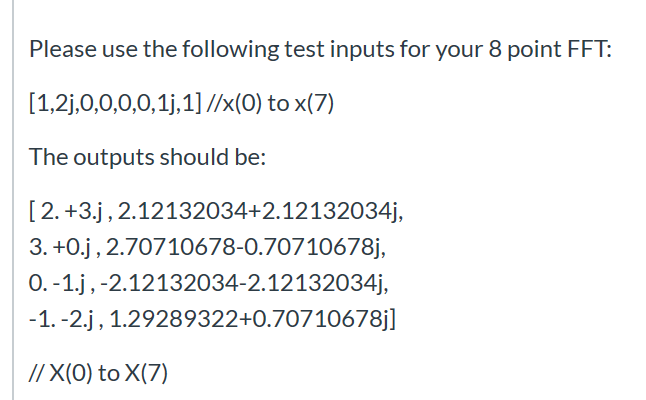 Please use the following test inputs for your 8 point FFT:
[1,2j,0,0,0,0,1j,1] //x(0) to x(7)
The outputs should be:
[ 2. +3.j , 2.12132034+2.12132034j,
3. +0.j , 2.70710678-0.70710678j,
0. -1.j , -2.12132034-2.12132034j,
-1. -2.j , 1.29289322+0.70710678j]
// X(0) to X(7)